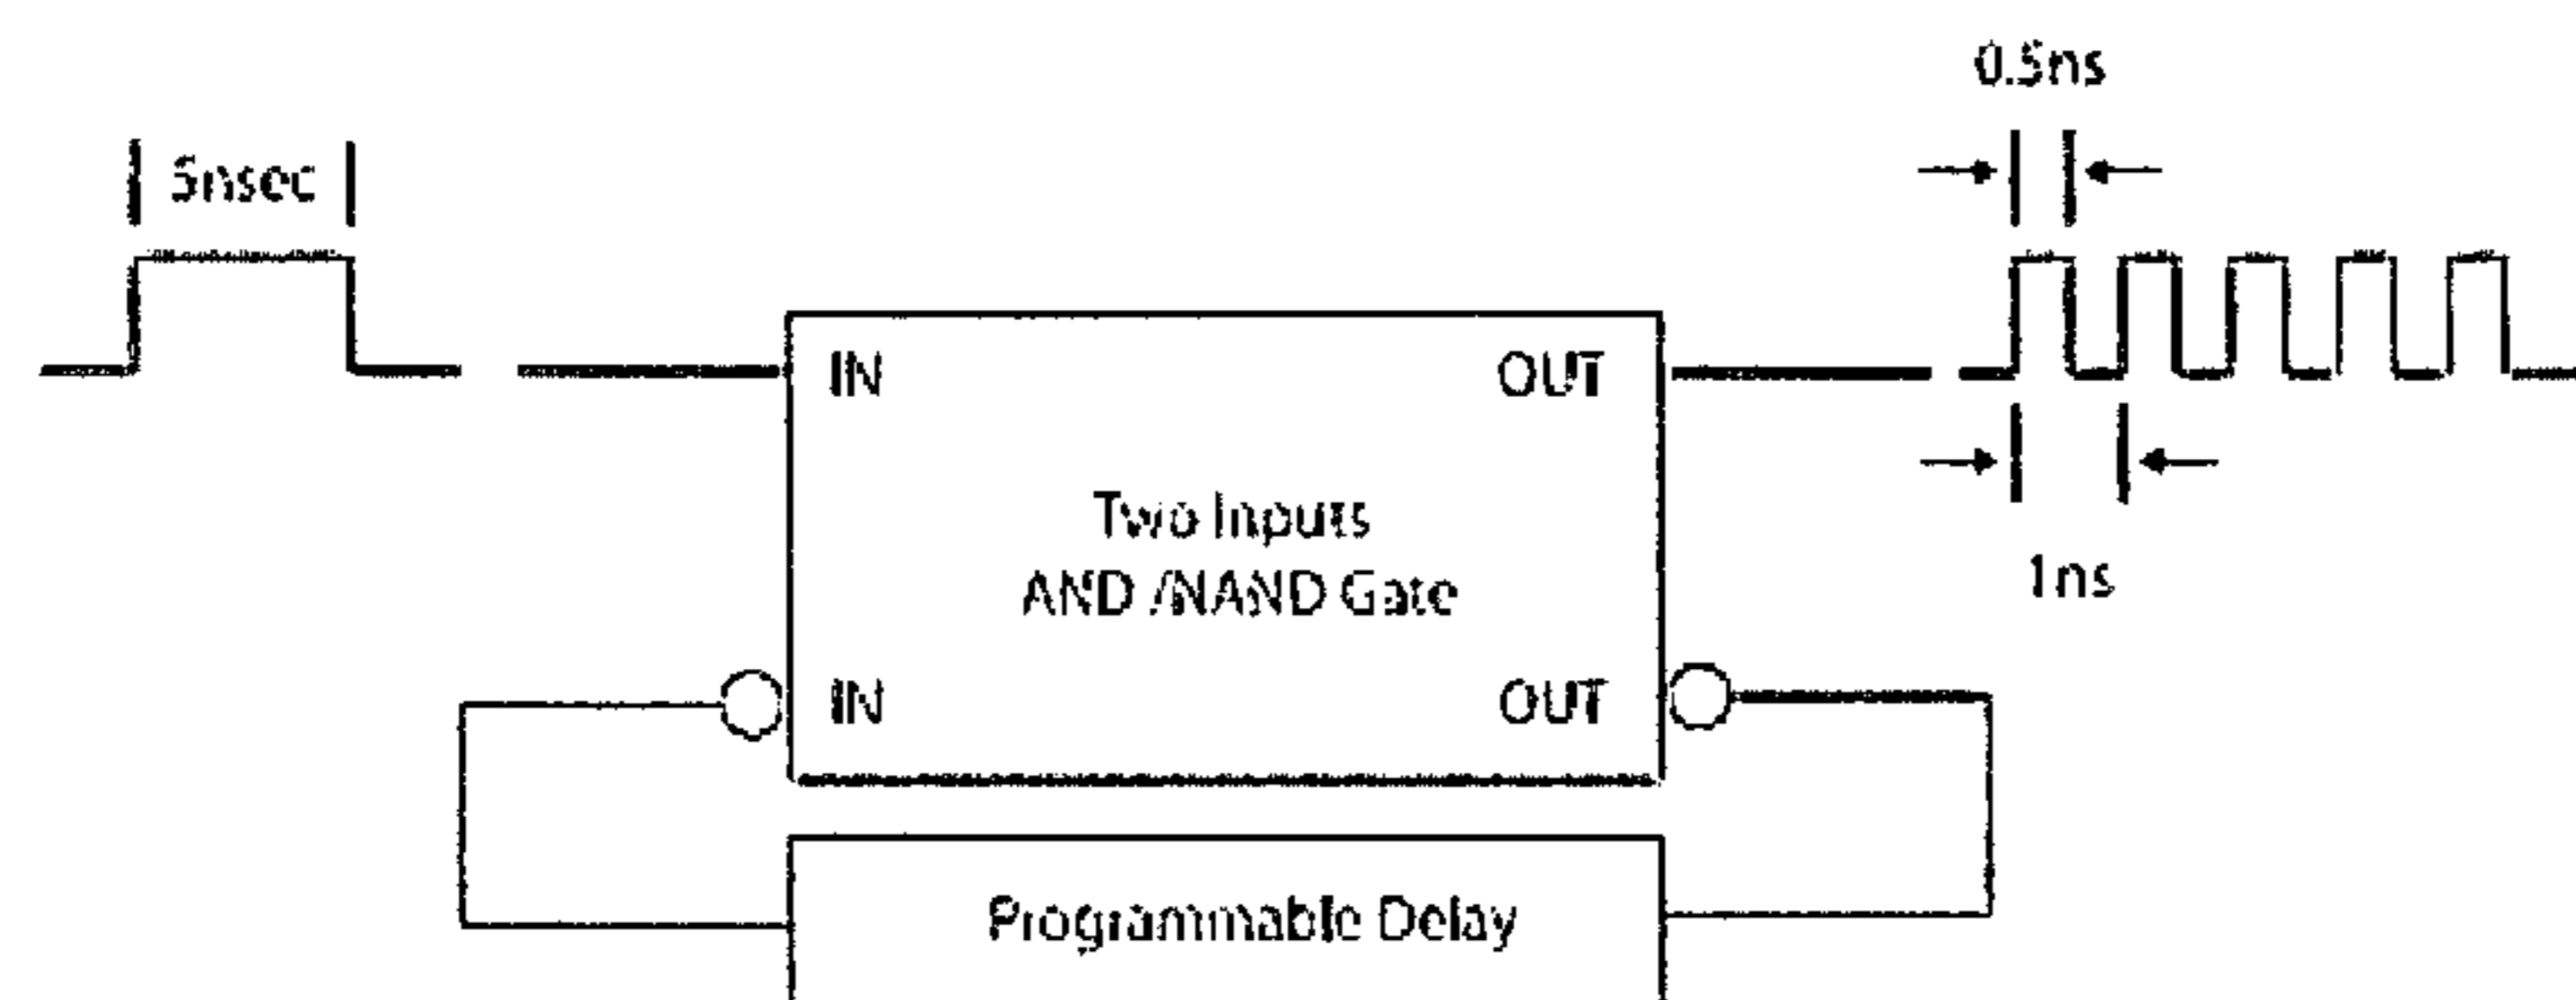 0.5ns
5nsec
IN
OUT
Two Inputs
AND /NAND Gate
1ns
IN
OUT
Programmable Delay